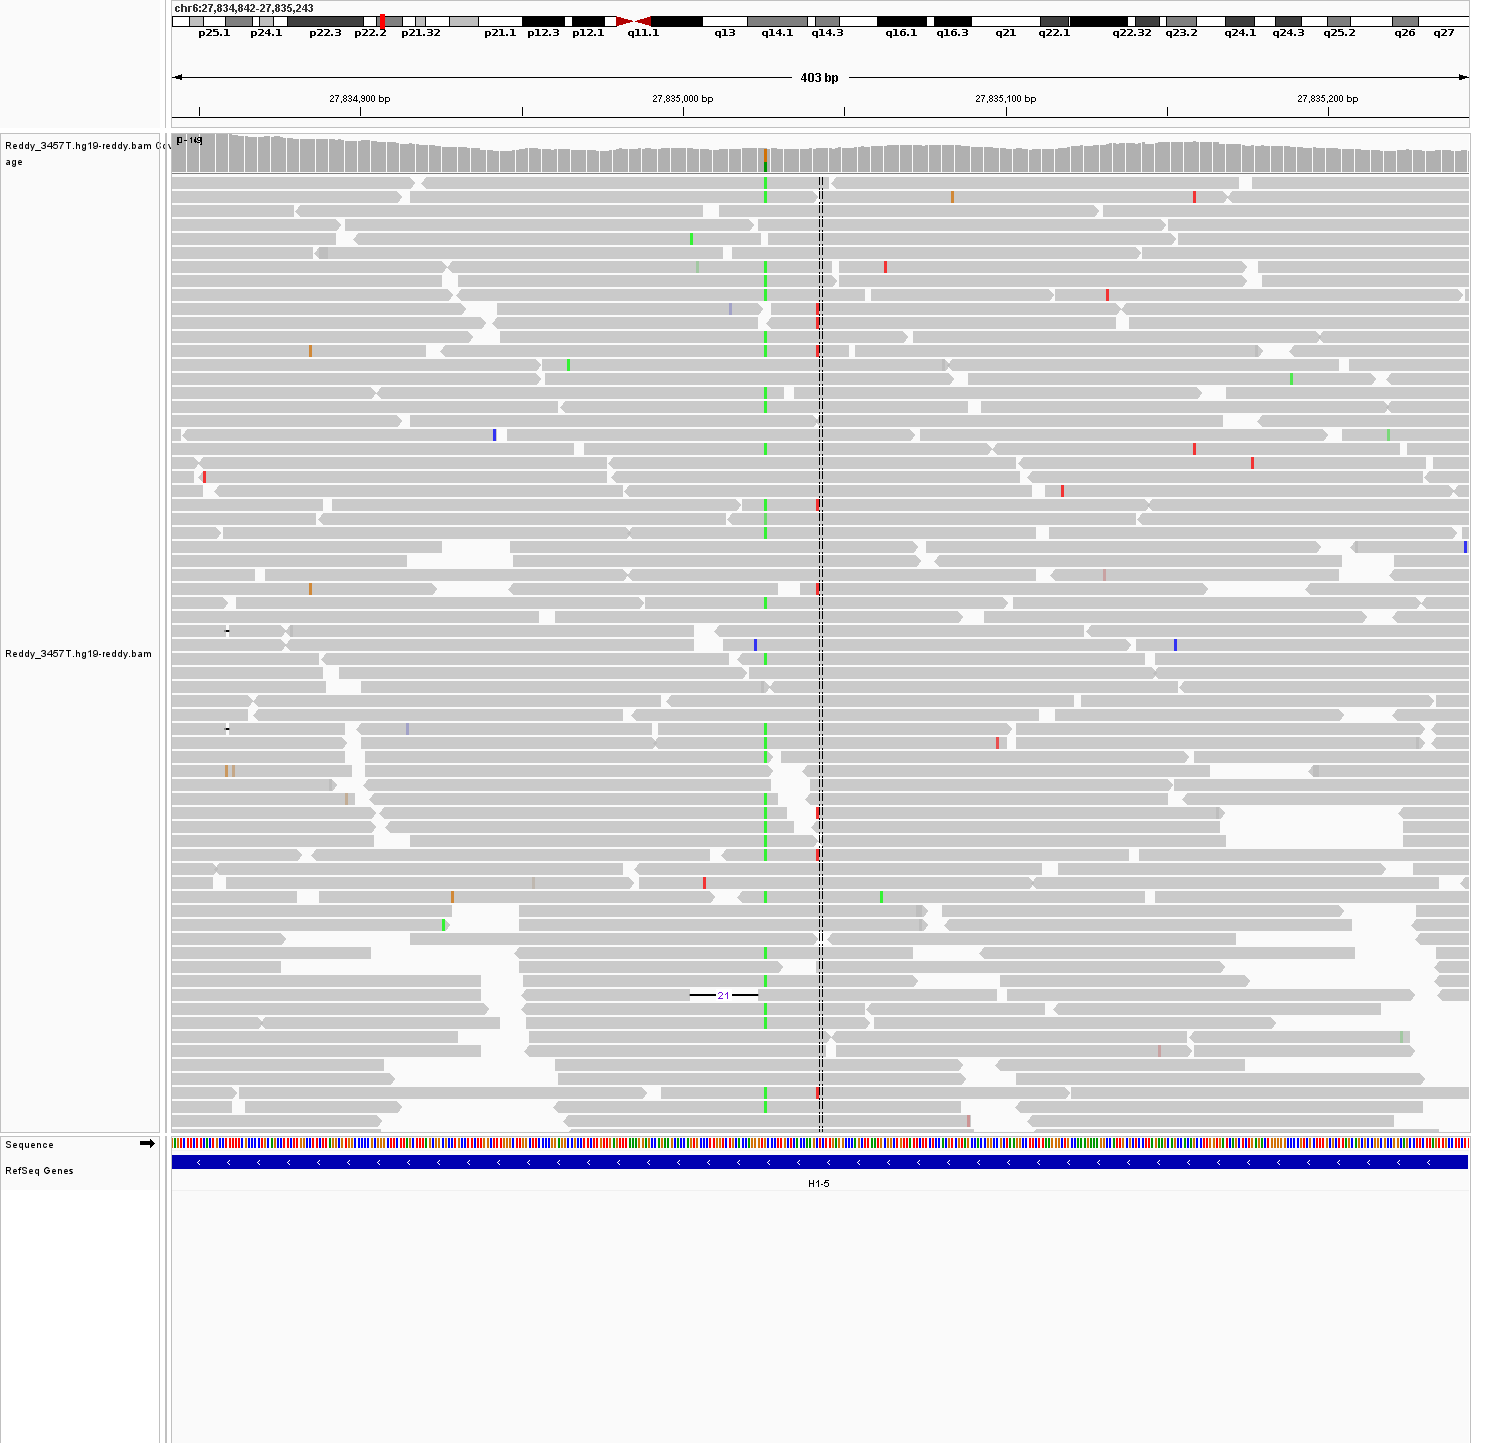 chr6:27,834,842-27,835,243
p25.1 p24.1 p22.3 p22.2 p21.32 p21.1 p12.3 p12.1 q11.1 q13 q14.1 q14.3 q16.1 q16.3 q21 q22.1 q22.32 q23.2 q24.1 q24.3 q25.2 q26 q27
403 bp
27,834,900 bp 27,835,000 bp 27,835,100 bp 27,835,200 bp
Reddy_3457T.hg19-reddy.bam Cov
age
Reddy_3457T.hg19-reddy.bam
21
Sequence
RefSeq Genes
H1-5